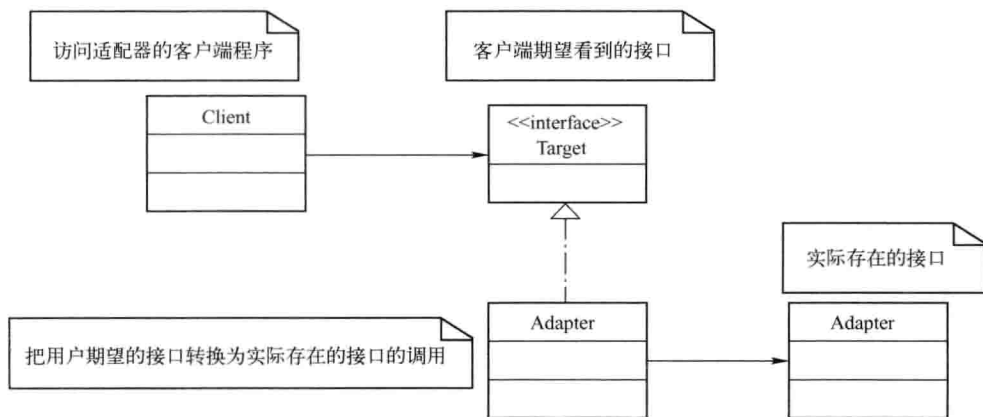 访问适配器的客户端程序
客户端期望看到的接口
Client
<<interface>>
Target
实际存在的接口
Adapter
Adapter
把用户期望的接口转换为实际存在的接口的调用